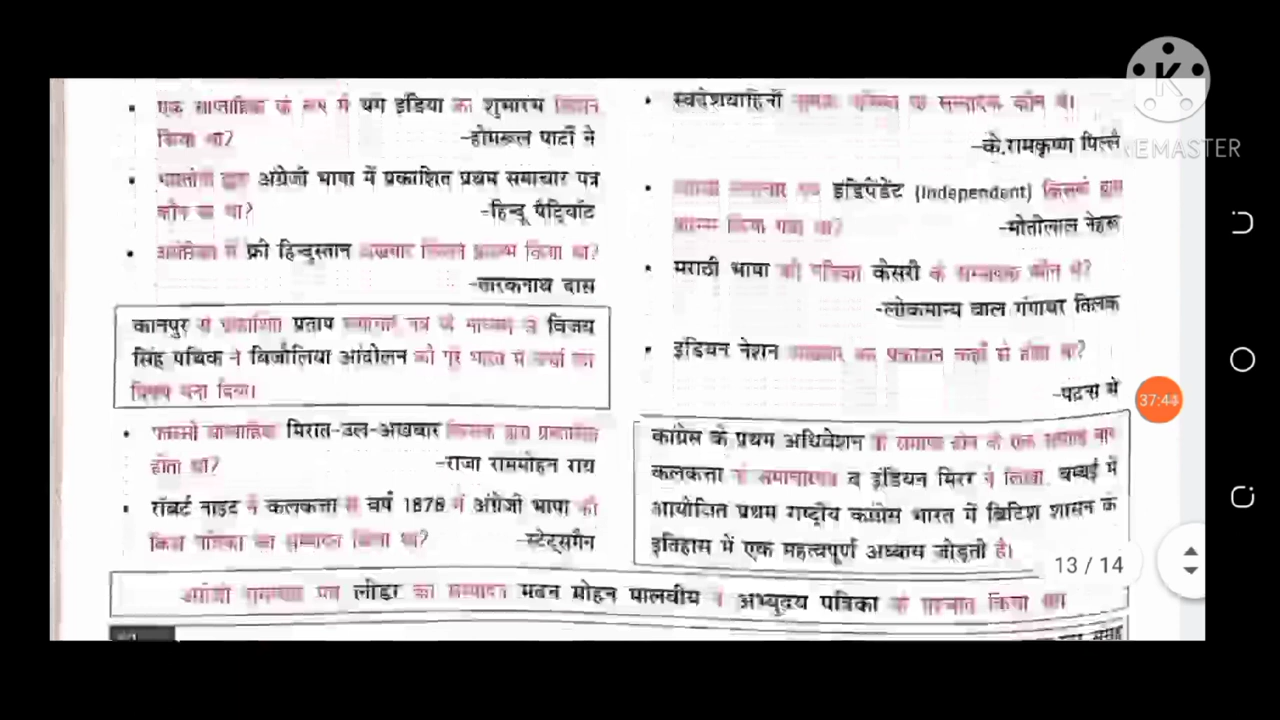 एक साप्ताहिक के रूप में यंग इंडिया का शुभारंभ किसने
किया था? -होमरूल पार्टी ने
भारतीयों द्वारा अंग्रेजी भाषा में प्रकाशित प्रथम समाचार पत्र
कौन सा था? -हिन्दू पैट्रियॉट
अमेरिका में फ्री हिन्दुस्तान अखबार किसने प्रारम्भ किया था?
-तारकनाथ दास
कानपुर से प्रकाशित प्रताप समाचार पत्र के माध्यम से विजय
सिंह पथिक ने बिजौलिया आंदोलन को पूरे भारत में चर्चा का
विषय बना दिया।
फारसी साप्ताहिक मिरात-उल-अखबार किसके द्वारा प्रकाशित
होता था? -राजा राममोहन राय
रॉबर्ट नाइट ने कलकत्ता से वर्ष 1878 में अंग्रेजी भाषा की
किस पत्रिका का सम्पादन किया था? -स्टेट्समैन
स्वदेशवाहिनी नामक पत्रिका के सम्पादक कौन थे।
-के.रामकृष्ण पिल्लै
समाचार पत्र इंडिपेंडेंट (Independent) किसके द्वारा
प्रारम्भ किया गया था? -मोतीलाल नेहरू
मराठी भाषा की पत्रिका केसरी के सम्पादक कौन थे?
-लोकमान्य बाल गंगाधर तिलक
इंडियन नेशन अखबार का प्रकाशन कहाँ से होता था?
-पटना से
कांग्रेस के प्रथम अधिवेशन के समाप्त होने के एक सप्ताह बाद
कलकत्ता के समाचारपत्र द इंडियन मिरर ने लिखा, बम्बई में
आयोजित प्रथम राष्ट्रीय कांग्रेस भारत में ब्रिटिश शासन के
इतिहास में एक महत्वपूर्ण अध्याय जोड़ती है।
अंग्रेजी समाचार पत्र लीडर का सम्पादन मदन मोहन मालवीय ने अभ्युदय पत्रिका के पश्चात किया था।
K
NEMASTER
37:44
13 / 14